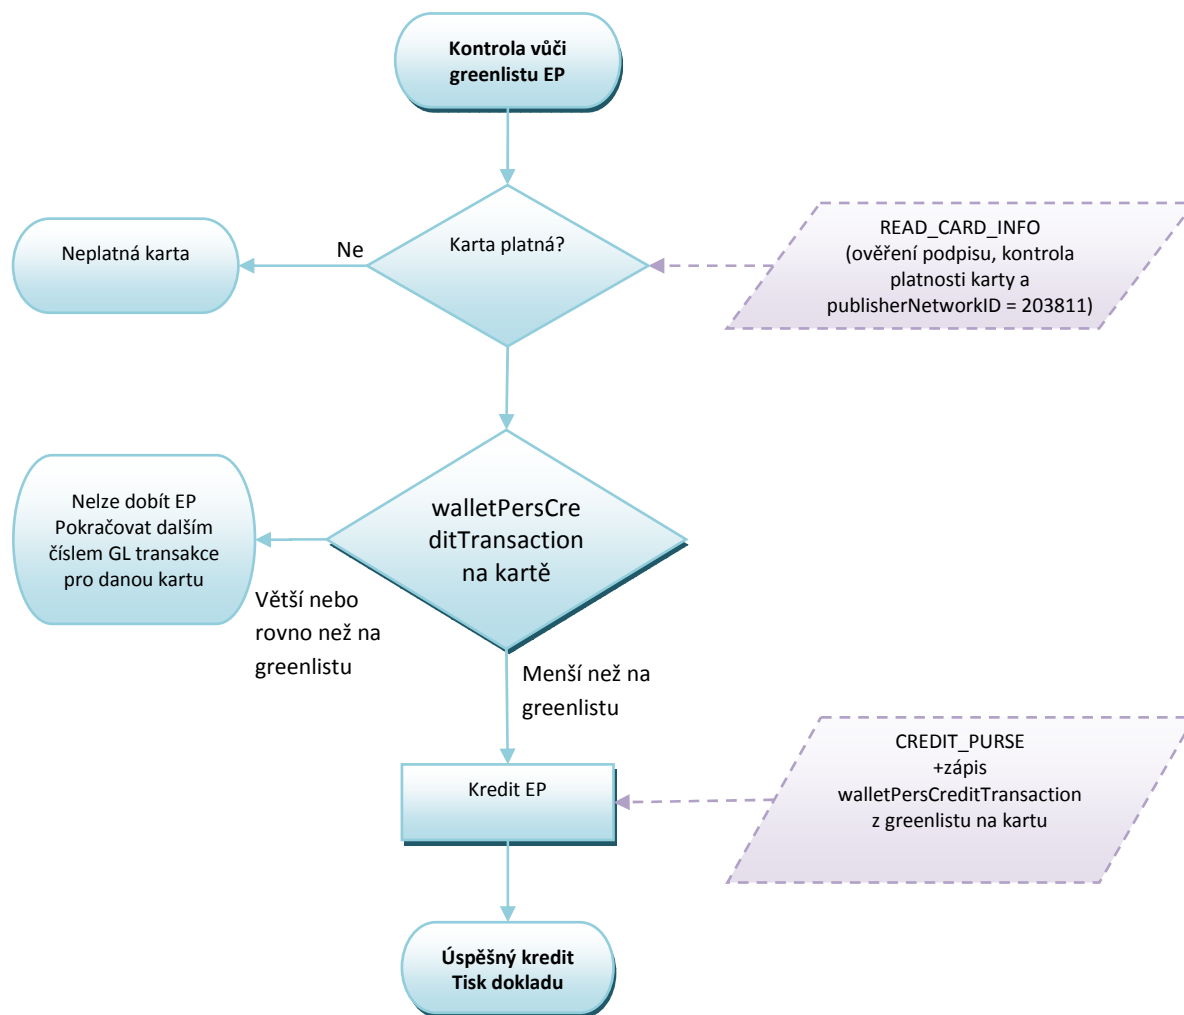 Kontrola vůči
greenlistu EP
Karta platná?
Ne
Neplatná karta
READ_CARD_INFO
(ověření podpisu, kontrola
platnosti karty a
publisherNetworkID = 203811)
walletPersCre
ditTransaction
na kartě
Nelze dobít EP
Pokračovat dalším
číslem GL transakce
pro danou kartu
Větší nebo
rovno než na
greenlistu
Menší než na
greenlistu
Kredit EP
CREDIT_PURSE
+zápis
walletPersCreditTransaction
z greenlistu na kartu
Úspěšný kredit
Tisk dokladu